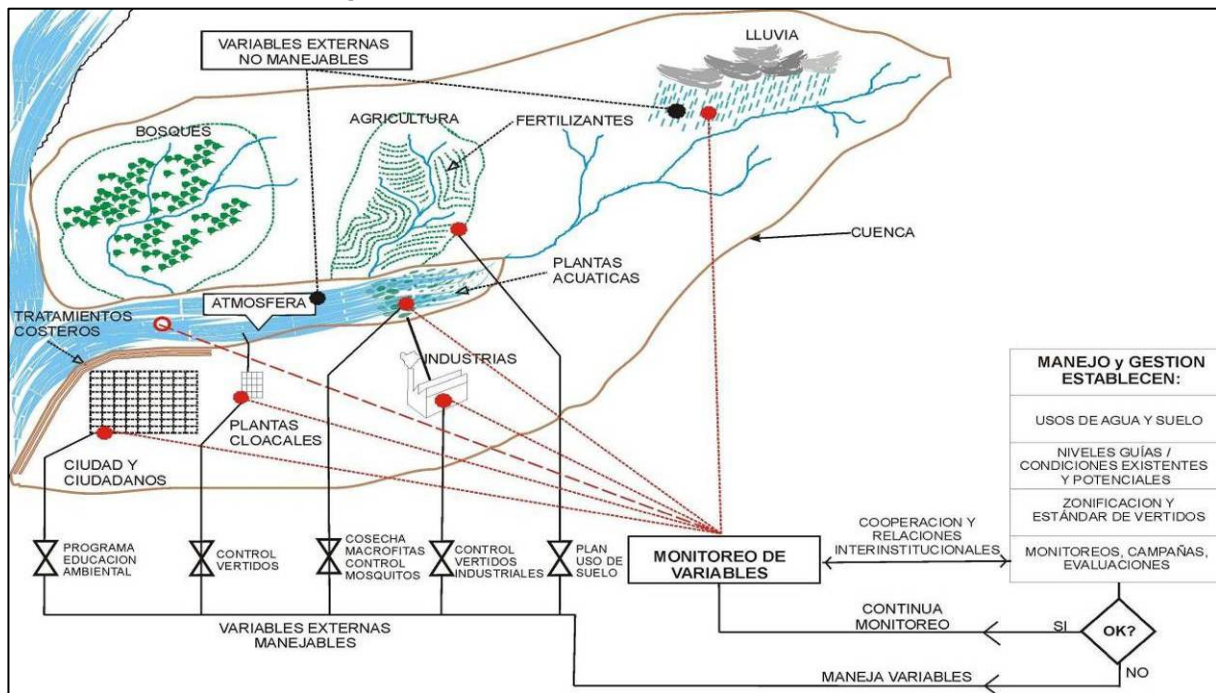 VARIABLES EXTERNAS
NO MANEJABLES
LLUVIA
BOSQUES
AGRICULTURA
FERTILIZANTES
CUENCA
PLANTAS
ACUATICAS
ATMOSFERA
TRATAMIENTOS
COSTEROS
INDUSTRIAS
PLANTAS
CLOACALES
CIUDAD Y
CIUDADANOS
MANEJO y GESTION
ESTABLECEN:
USOS DE AGUA Y SUELO
NIVELES GUÍAS /
CONDICIONES EXISTENTES
Y POTENCIALES
ZONIFICACION Y
ESTÁNDAR DE VERTIDOS
MONITOREOS, CAMPAÑAS,
EVALUACIONES
PROGRAMA
EDUCACION
AMBIENTAL
CONTROL
VERTIDOS
COSECHA
MACROFITAS
CONTROL
MOSQUITOS
CONTROL
VERTIDOS
INDUSTRIALES
PLAN
USO DE
SUELO
MONITOREO DE
VARIABLES
COOPERACION Y
RELACIONES
INTERINSTITUCIONALES
CONTINUA
MONITOREO
SI
OK?
NO
VARIABLES EXTERNAS
MANEJABLES
MANEJA VARIABLES